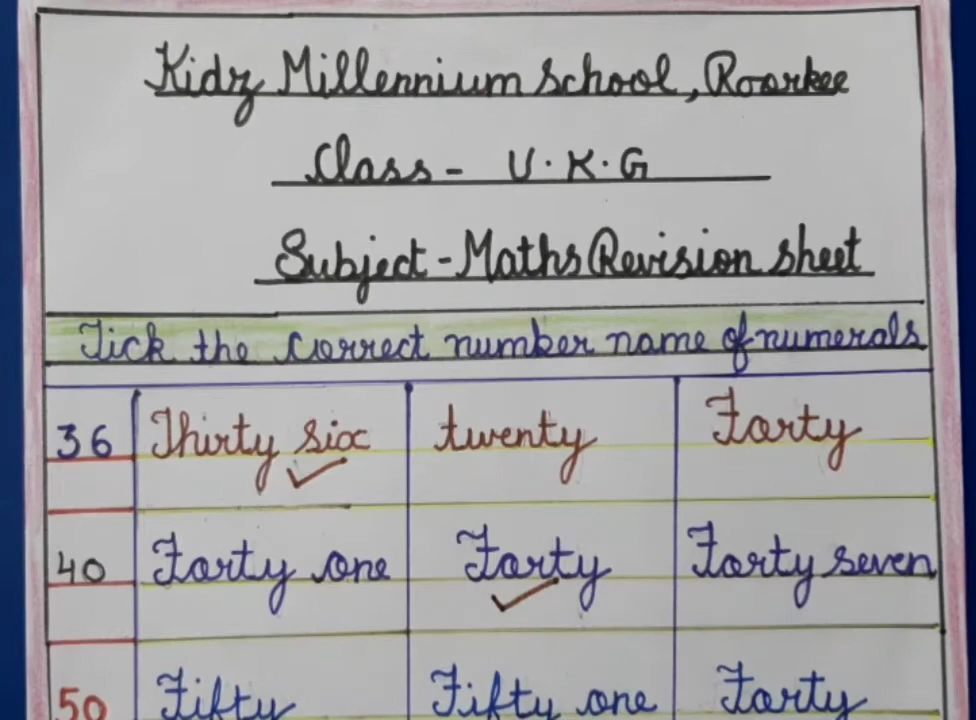 Kidz Millennium School, Roorkee
Class - U.K.G
Subject - Maths Revision sheet
Tick the correct number name of numerals
36 Thirty six ✓ twenty Forty
40 Forty one Forty ✓ Forty seven
50 Fifty Fifty one Forty